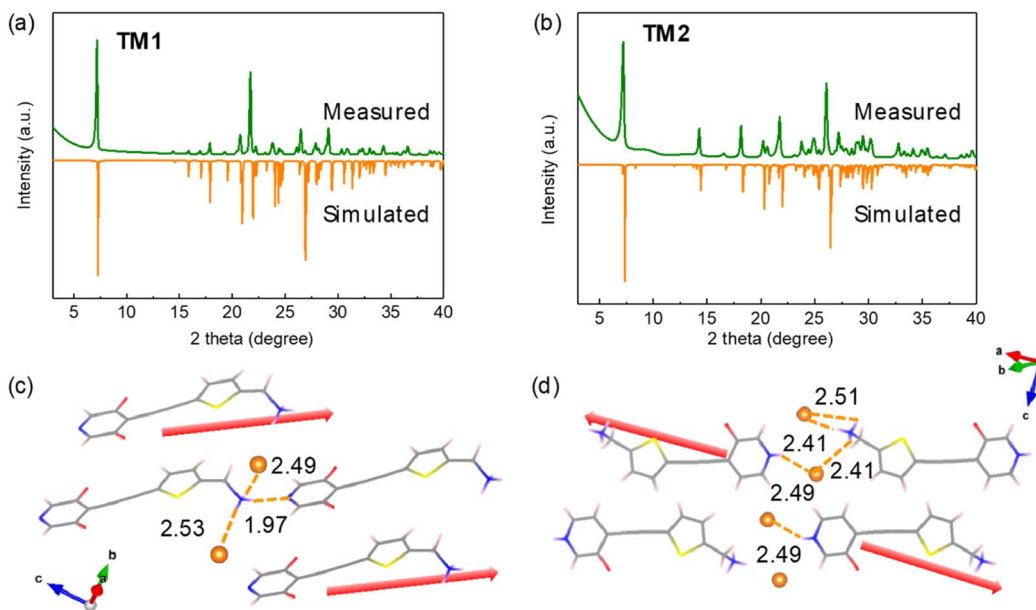 (a)
TM1
Measured
Simulated
Intensity (a.u.)
5 10 15 20 25 30 35 40
2 theta (degree)
(b)
TM2
Measured
Simulated
Intensity (a.u.)
5 10 15 20 25 30 35 40
2 theta (degree)
(c)
2.49
2.53
1.97
c
a
b
(d)
2.51
2.41
2.41
2.49
2.49
a
b
c